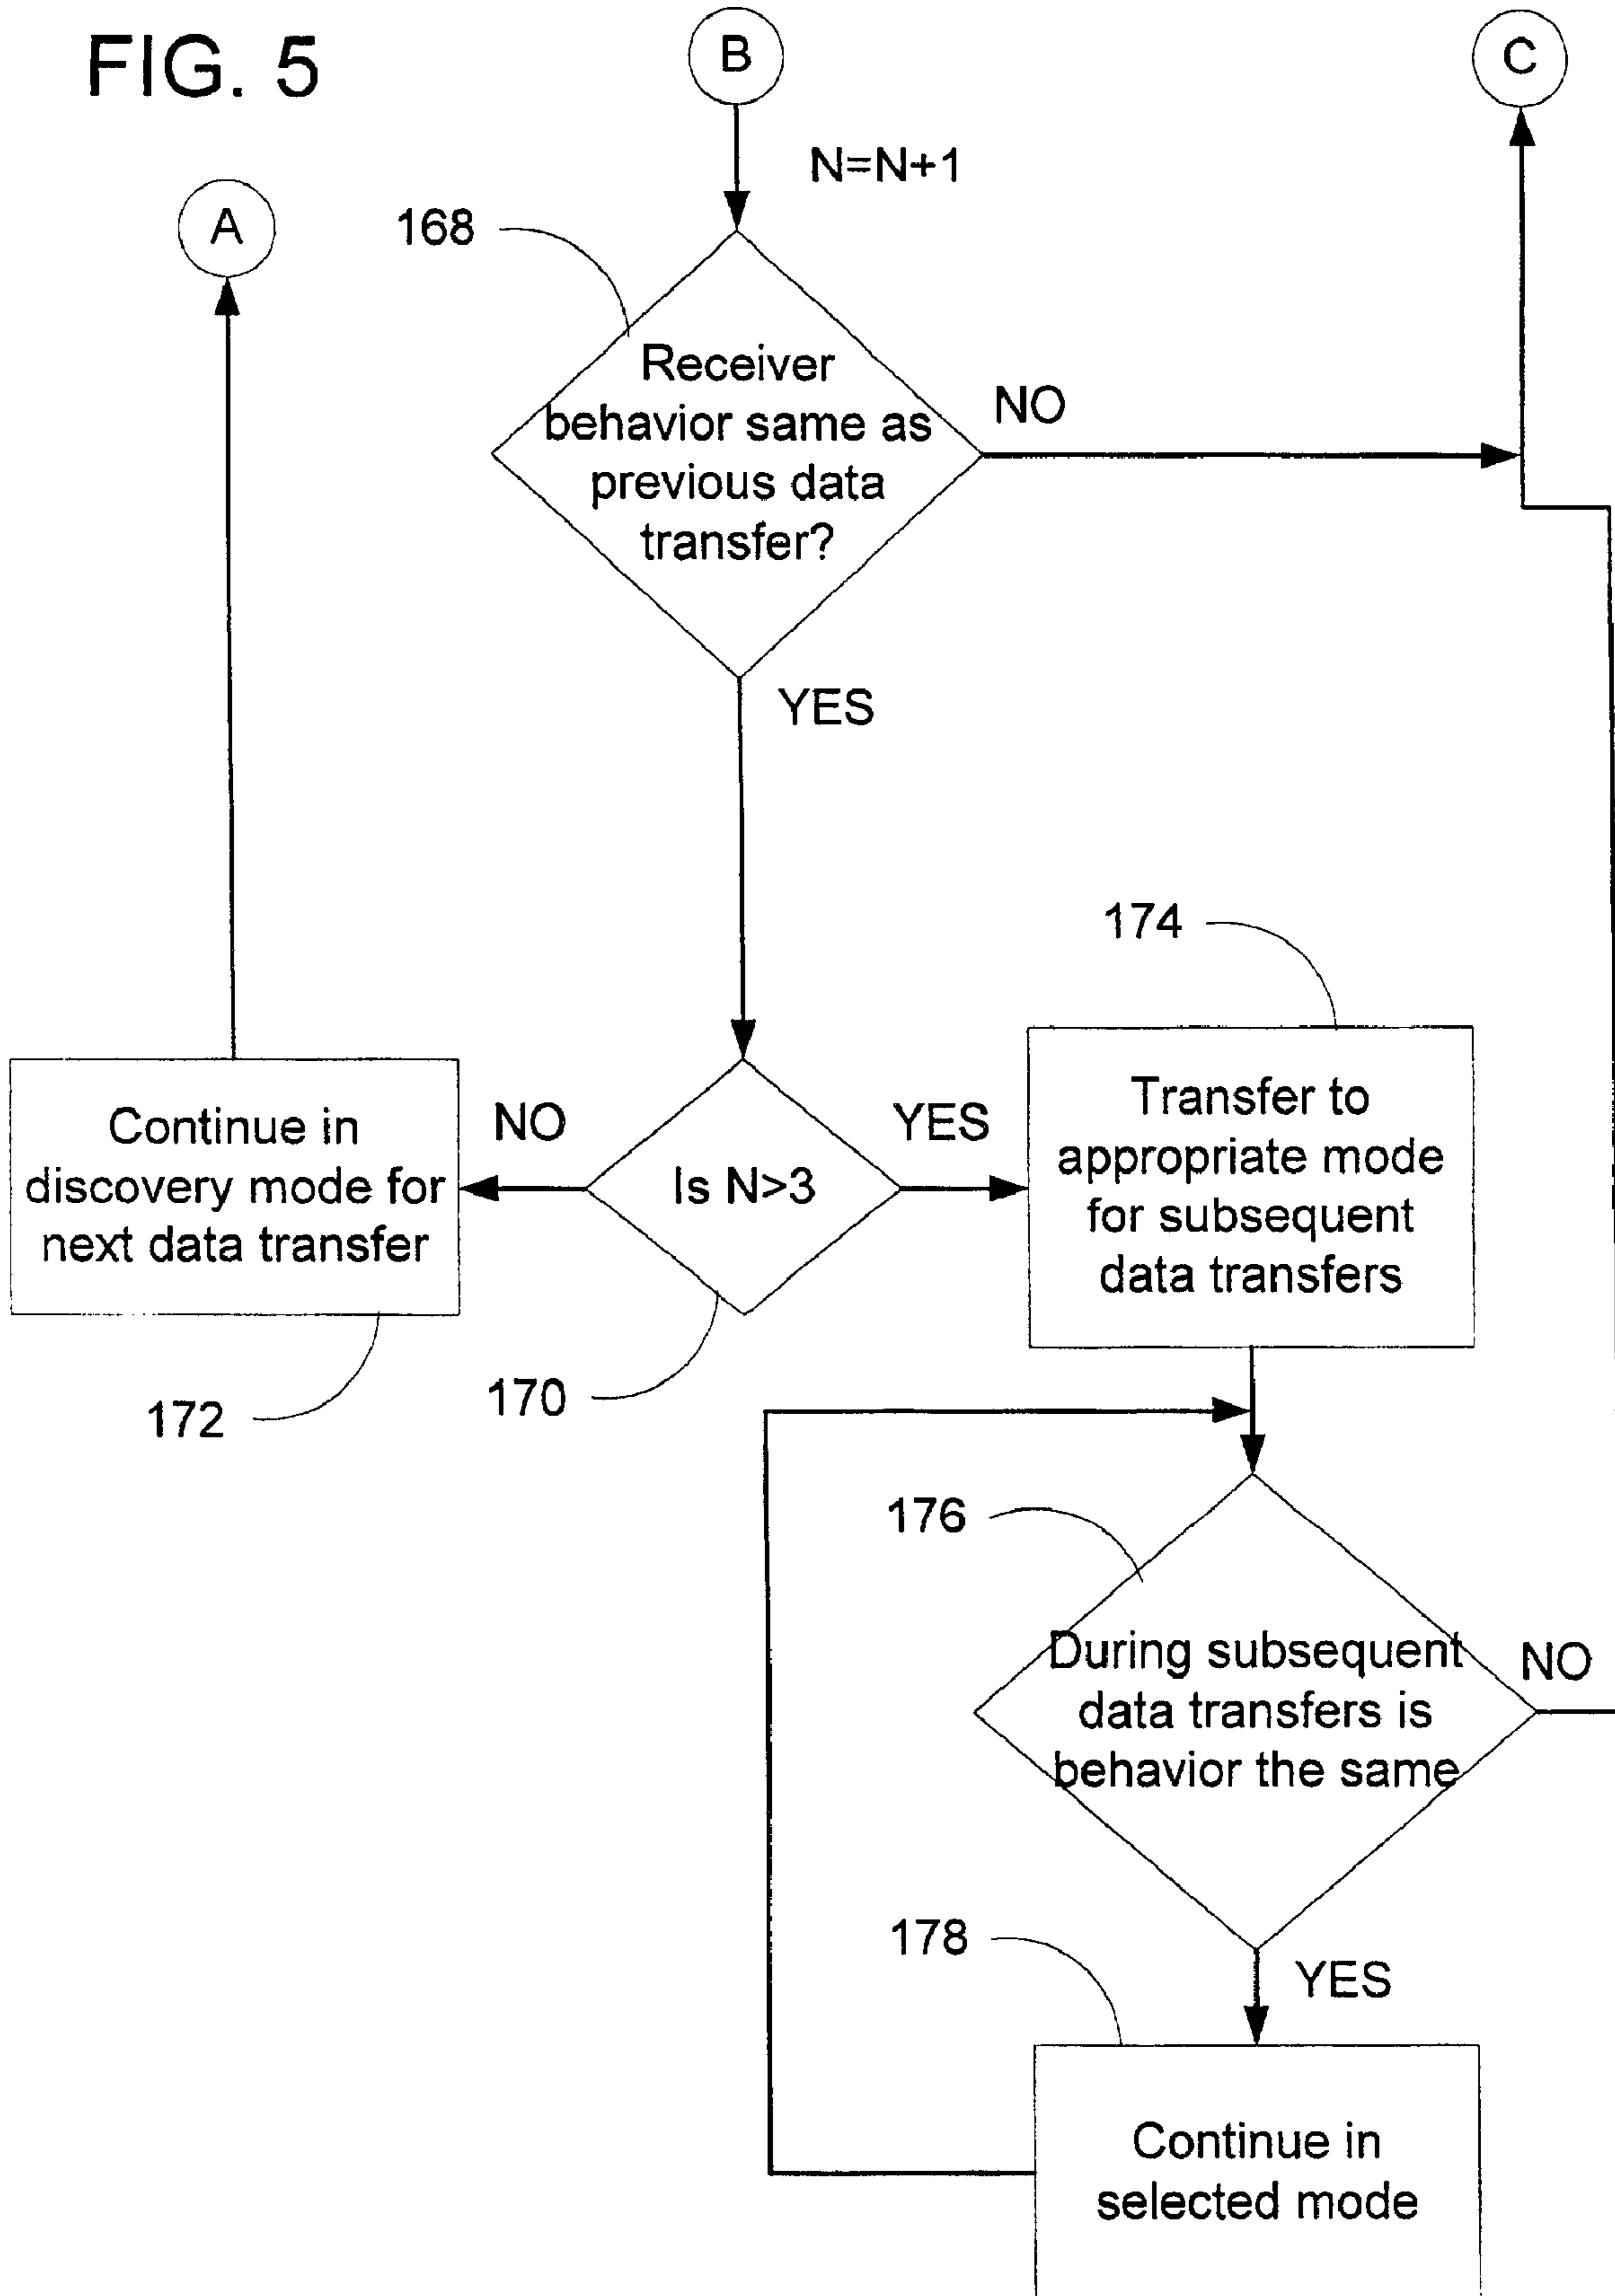 FIG. 5
B
C
N=N+1
A
168
Receiver
behavior same as
previous data
transfer?
NO
YES
174
Continue in
discovery mode for
next data transfer
NO
Is N>3
YES
Transfer to
appropriate mode
for subsequent
data transfers
172
170
176
During subsequent
data transfers is
behavior the same
NO
178
YES
Continue in
selected mode